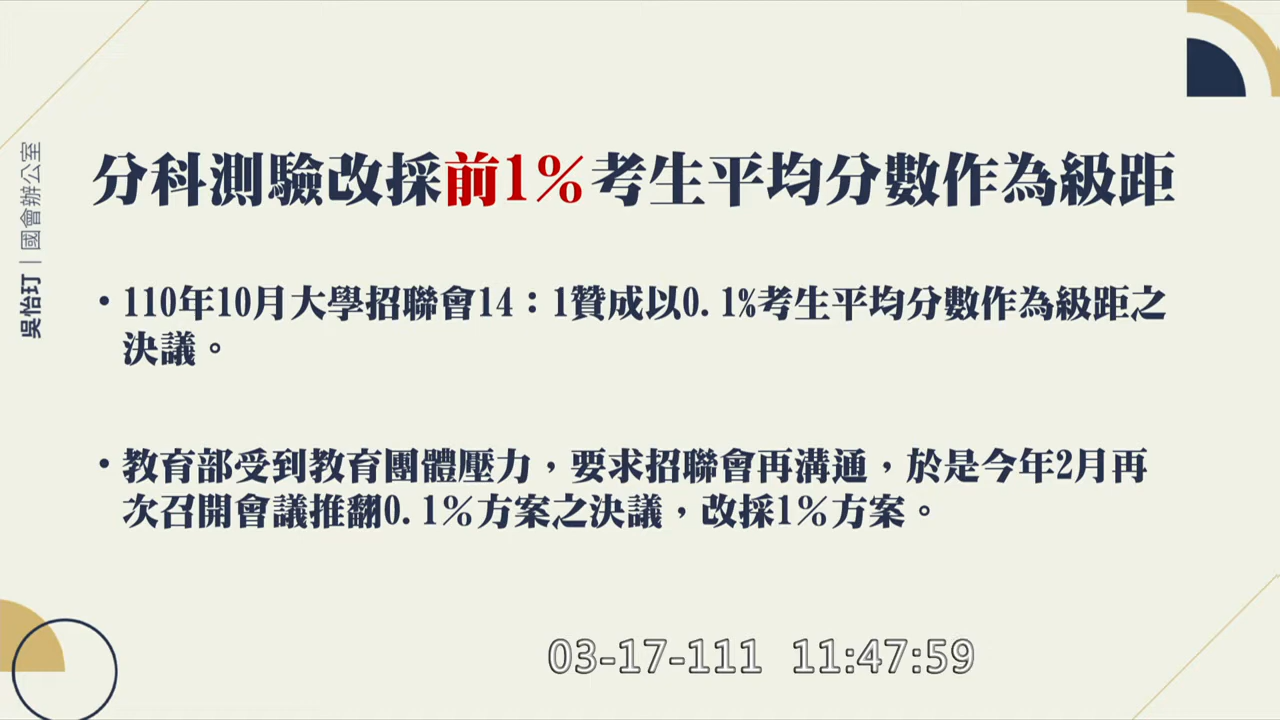 分科測驗改採前1%考生平均分數作為級距
吳怡玎｜國會辦公室
•110年10月大學招聯會14：1贊成以0.1%考生平均分數作為級距之
決議。
•教育部受到教育團體壓力，要求招聯會再溝通，於是今年2月再
次召開會議推翻0.1%方案之決議，改採1%方案。
03-17-111 11:47:59